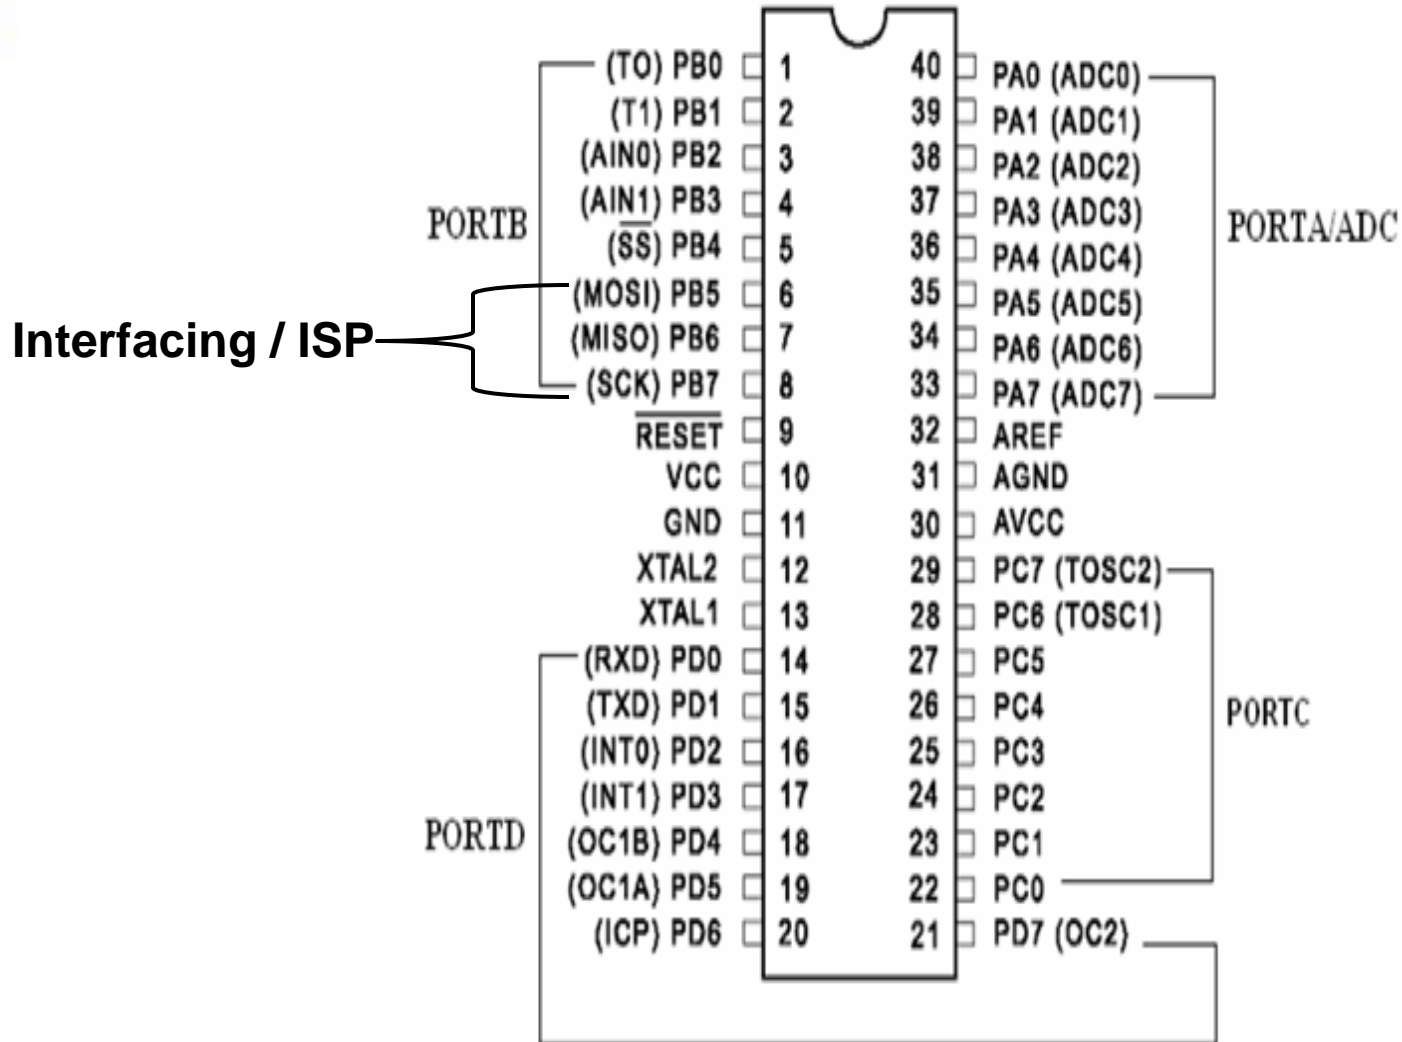 (TO) PB0 1 40 PA0 (ADC0)
(T1) PB1 2 39 PA1 (ADC1)
(AIN0) PB2 3 38 PA2 (ADC2)
(AIN1) PB3 4 37 PA3 (ADC3)
PORTB PORTA/ADC
(SS) PB4 5 36 PA4 (ADC4)
(MOSI) PB5 6 35 PA5 (ADC5)
Interfacing / ISP
(MISO) PB6 7 34 PA6 (ADC6)
(SCK) PB7 8 33 PA7 (ADC7)
RESET 9 32 AREF
VCC 10 31 AGND
GND 11 30 AVCC
XTAL2 12 29 PC7 (TOSC2)
XTAL1 13 28 PC6 (TOSC1)
(RXD) PD0 14 27 PC5
(TXD) PD1 15 26 PC4
PORTC
(INT0) PD2 16 25 PC3
(INT1) PD3 17 24 PC2
PORTD
(OC1B) PD4 18 23 PC1
(OC1A) PD5 19 22 PC0
(ICP) PD6 20 21 PD7 (OC2)